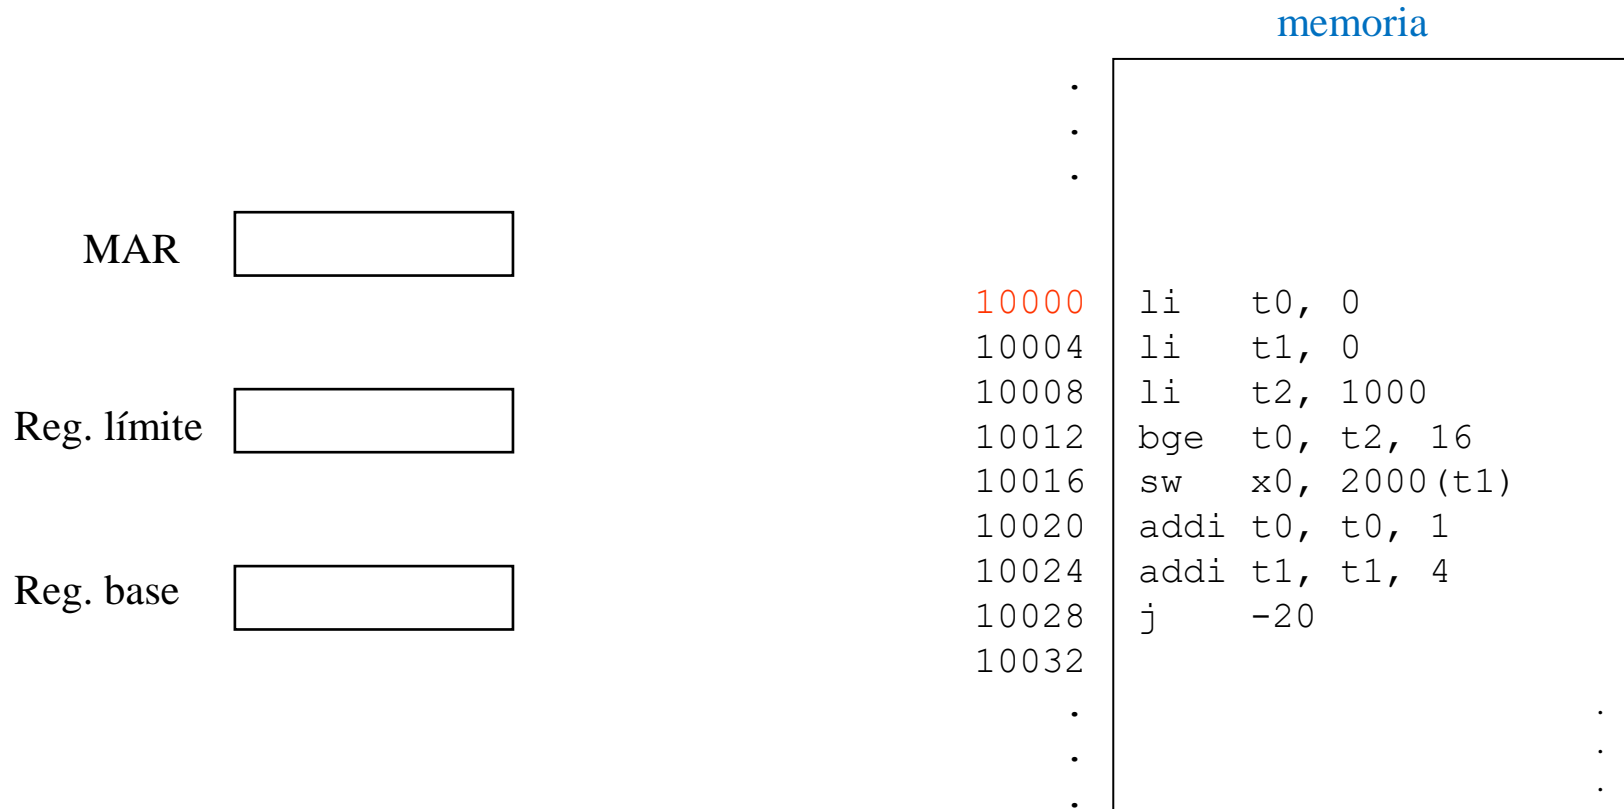 memoria
.
.
.
MAR
10000 li t0, 0
10004 li t1, 0
10008 li t2, 1000
Reg. límite
10012 bge t0, t2, 16
10016 sw x0, 2000(t1)
10020 addi t0, t0, 1
10024 addi t1, t1, 4
Reg. base
10028 j -20
10032
. .
. .
. .